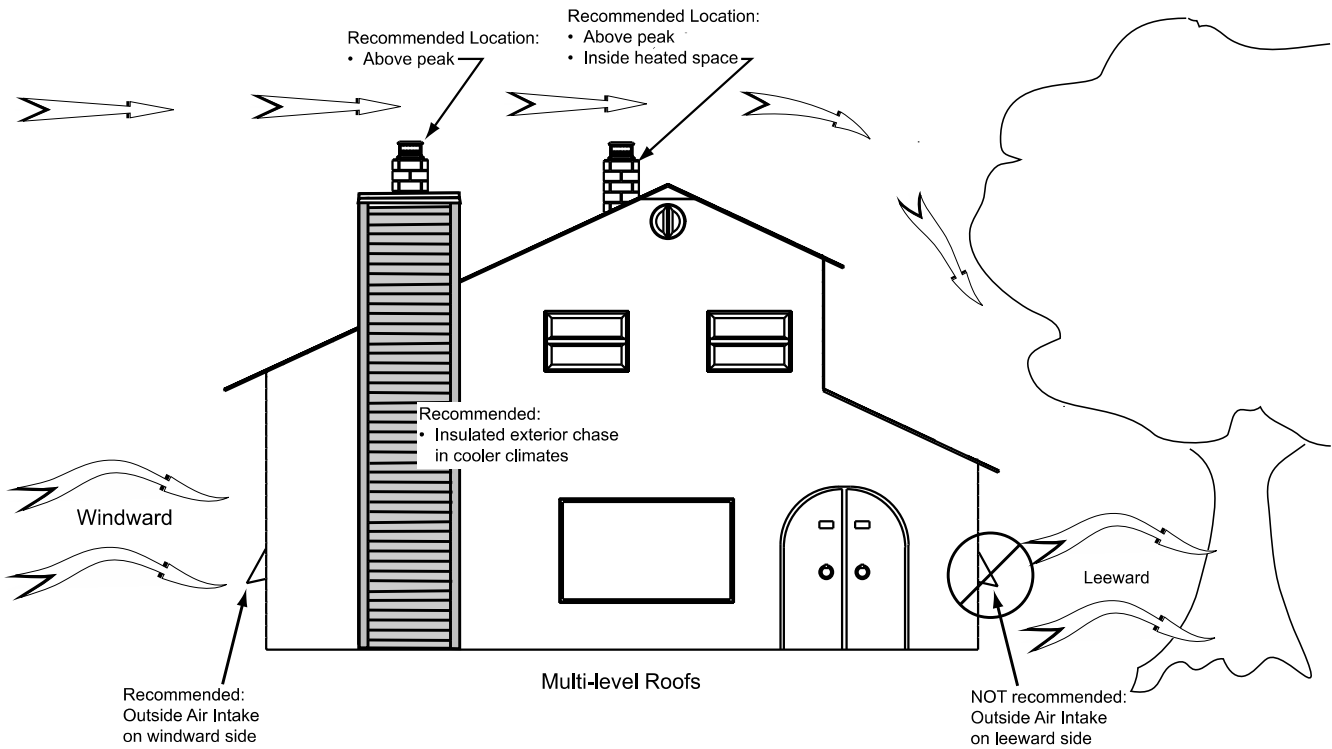 Recommended Location:
• Above peak
Recommended Location:
• Above peak
• Inside heated space
Recommended:
• Insulated exterior chase
in cooler climates
Windward
Leeward
Multi-level Roofs
Recommended:
Outside Air Intake
on windward side
NOT recommended:
Outside Air Intake
on leeward side